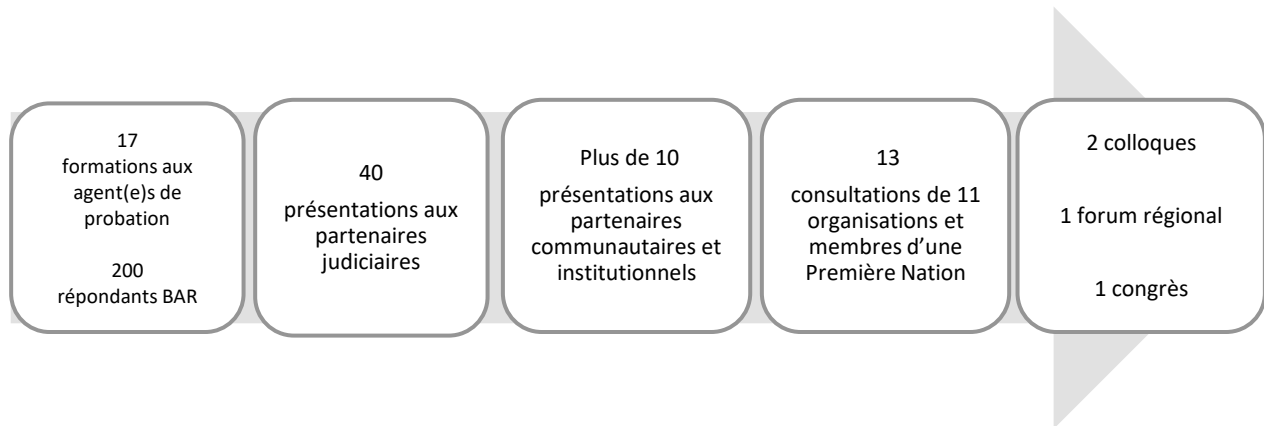 17
formations aux
agent(e)s de
probation
200
répondants BAR
40
présentations aux
partenaires
judiciaires
Plus de 10
présentations aux
partenaires
communautaires et
institutionnels
13
consultations de 11
organisations et
membres d’une
Première Nation
2 colloques
1 forum régional
1 congrès